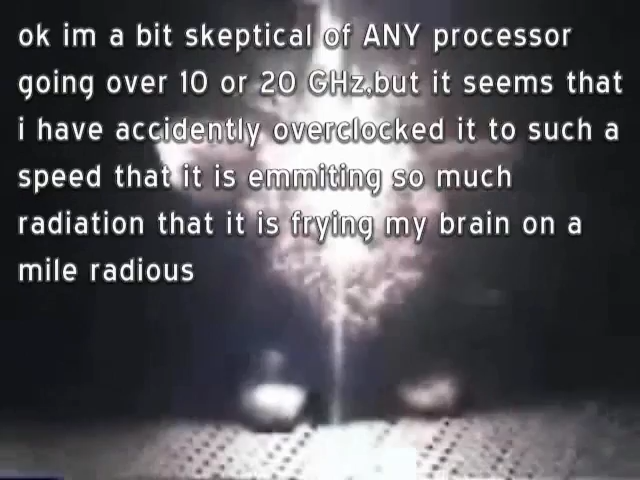 ok im a bit skeptical of ANY processor
going over 10 or 20 GHz,but it seems that
i have accidently overclocked it to such a
speed that it is emmiting so much
radiation that it is frying my brain on a
mile radious